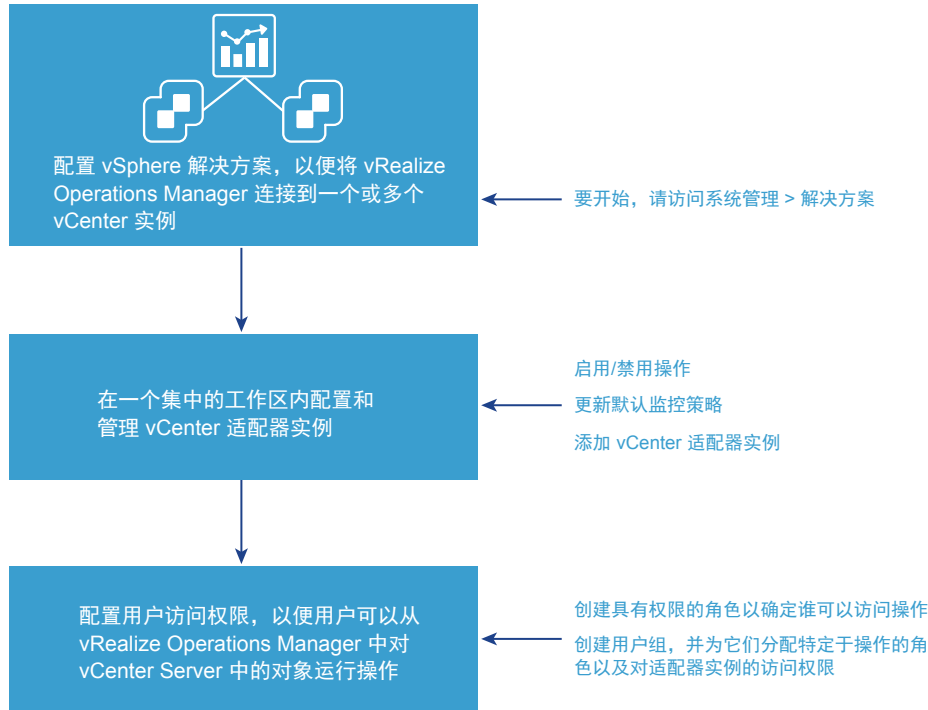 配置 vSphere 解决方案，以便将 vRealize
Operations Manager 连接到一个或多个
vCenter 实例
要开始，请访问系统管理 > 解决方案
在一个集中的工作区内配置和
管理 vCenter 适配器实例
启用/禁用操作
更新默认监控策略
添加 vCenter 适配器实例
配置用户访问权限，以便用户可以从
vRealize Operations Manager 中对
vCenter Server 中的对象运行操作
创建具有权限的角色以确定谁可以访问操作
创建用户组，并为它们分配特定于操作的角
色以及对适配器实例的访问权限